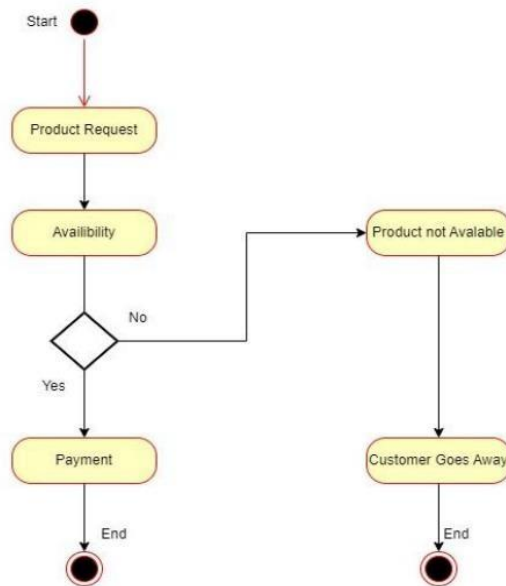 Start
Product Request
Availibility
Product not Avalable
No
Yes
Payment
Customer Goes Away
End
End